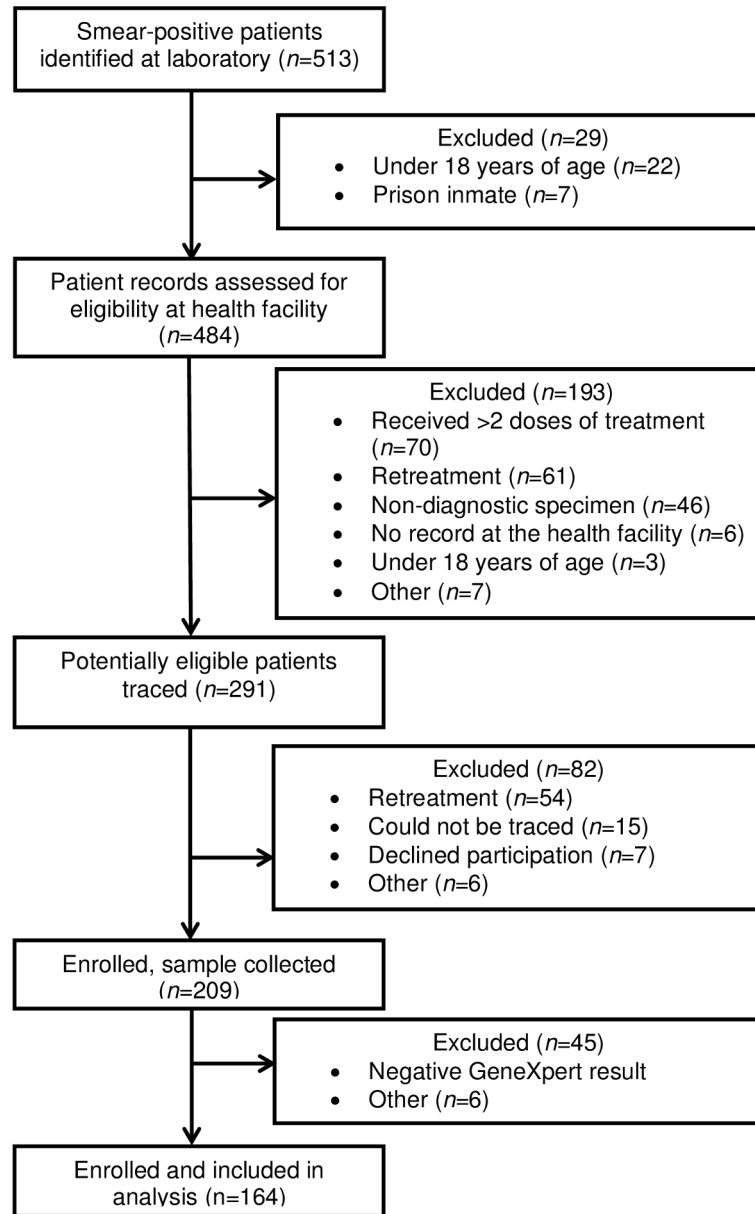 Smear-positive patients
identified at laboratory (n=513)
Excluded (n=29)
• Under 18 years of age (n=22)
• Prison inmate (n=7)
Patient records assessed for
eligibility at health facility
(n=484)
Excluded (n=193)
• Received >2 doses of treatment
(n=70)
• Retreatment (n=61)
• Non-diagnostic specimen (n=46)
• No record at the health facility (n=6)
• Under 18 years of age (n=3)
• Other (n=7)
Potentially eligible patients
traced (n=291)
Excluded (n=82)
• Retreatment (n=54)
• Could not be traced (n=15)
• Declined participation (n=7)
• Other (n=6)
Enrolled, sample collected
(n=209)
Excluded (n=45)
• Negative GeneXpert result
• Other (n=6)
Enrolled and included in
analysis (n=164)